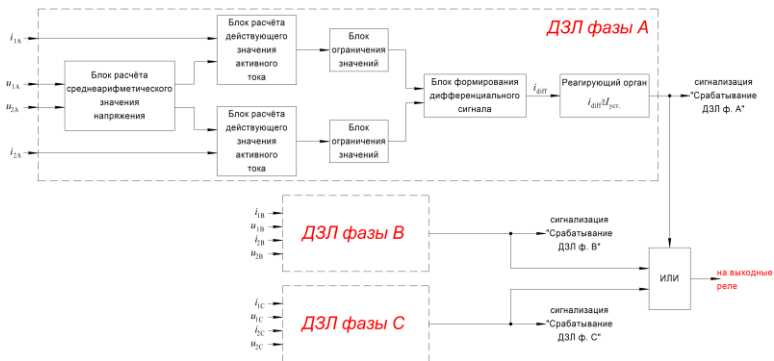 ДЗЛ фазы А
i1A
u1A
u2A
i2A
Блок расчёта
среднеарифметического
значения
напряжения
Блок расчёта
действующего
значения
активного
тока
Блок
ограничения
значений
Блок расчёта
действующего
значения
активного
тока
Блок
ограничения
значений
Блок формирования
дифференциального
сигнала
idiff
Реагирующий орган
idiff≥Iуст.
сигнализация
"Срабатывание
ДЗЛ ф. А"
i1B
u1B
i2B
u2B
ДЗЛ фазы В
сигнализация
"Срабатывание
ДЗЛ ф. В"
ИЛИ
на выходные
реле
i1C
u1C
i2C
u2C
ДЗЛ фазы С
сигнализация
"Срабатывание
ДЗЛ ф. С"